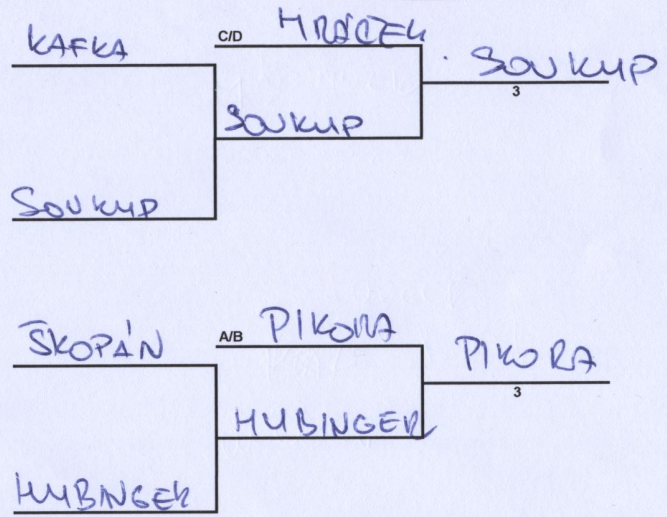 KAFKA
C/D HRÁČEK
SOUKUP
3
SOUKUP
SOUKUP
ŠKOPÁN
A/B PIKORA
PIKORA
3
HUBINGER
HUBINGER